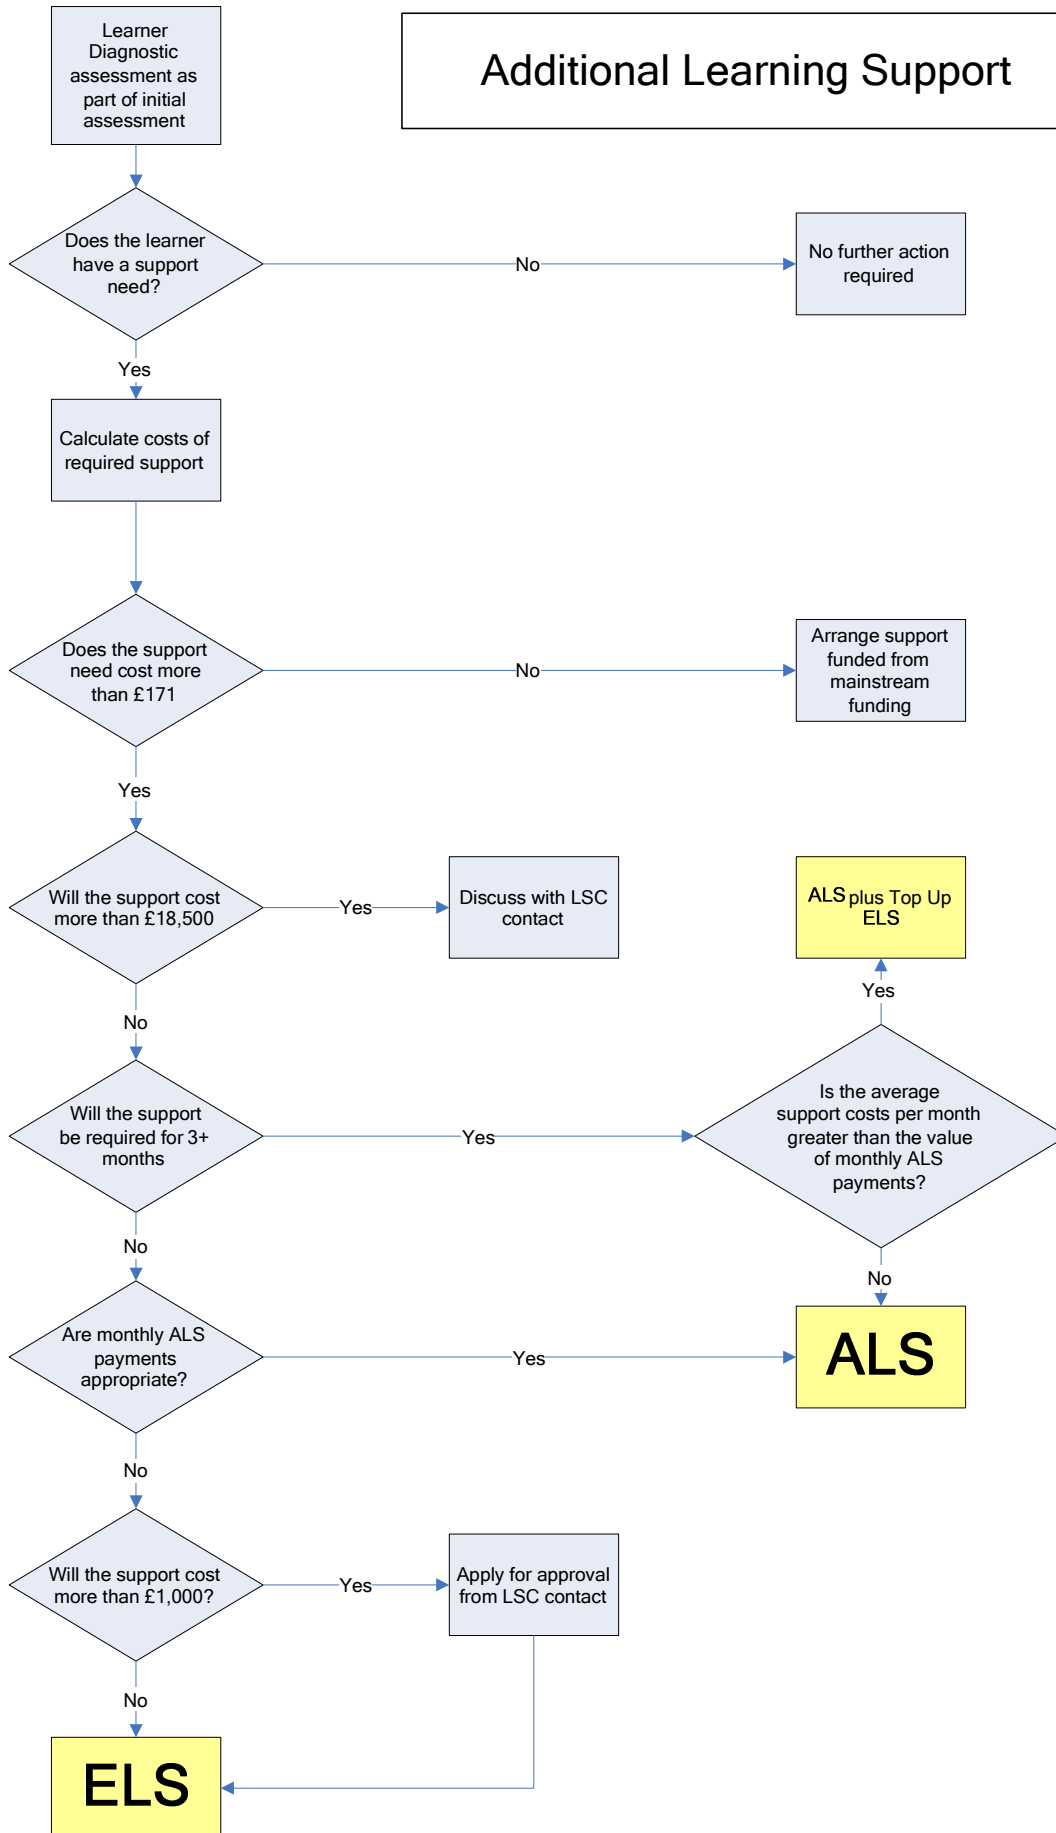 Learner
Diagnostic
assessment as
part of initial
assessment
Additional Learning Support
Does the learner
have a support
need?
No
No further action
required
Yes
Calculate costs of
required support
Does the support
need cost more
than £171
No
Arrange support
funded from
mainstream
funding
Yes
Will the support cost
more than £18,500
Yes
Discuss with LSC
contact
ALS plus Top Up
ELS
Yes
No
Will the support
be required for 3+
months
Yes
Is the average
support costs per month
greater than the value
of monthly ALS
payments?
No
No
Are monthly ALS
payments
appropriate?
Yes
ALS
No
Will the support cost
more than £1,000?
Yes
Apply for approval
from LSC contact
No
ELS